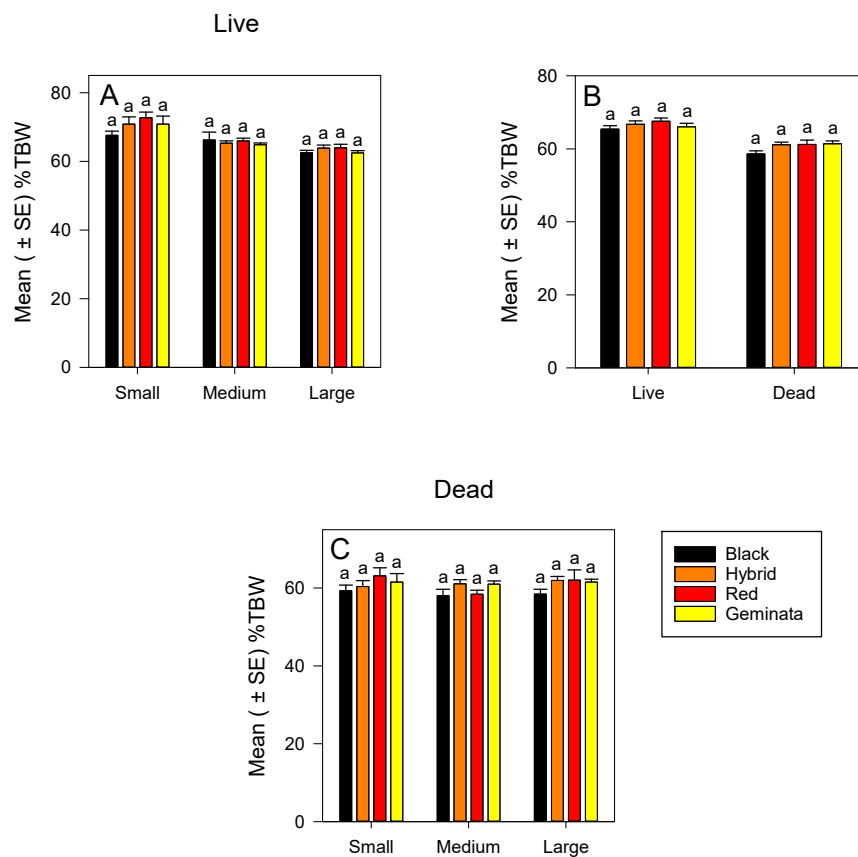 Live
A
a a a a
a a a a
a a a a
80
60
40
20
0
Mean ( ± SE) %TBW
Small Medium Large
B
a a a a
a a a a
80
60
40
20
0
Mean ( ± SE) %TBW
Live Dead
Dead
C
a a a a
a a a a
a a a a
60
40
20
0
Mean ( ± SE) %TBW
Small Medium Large
Black
Hybrid
Red
Geminata